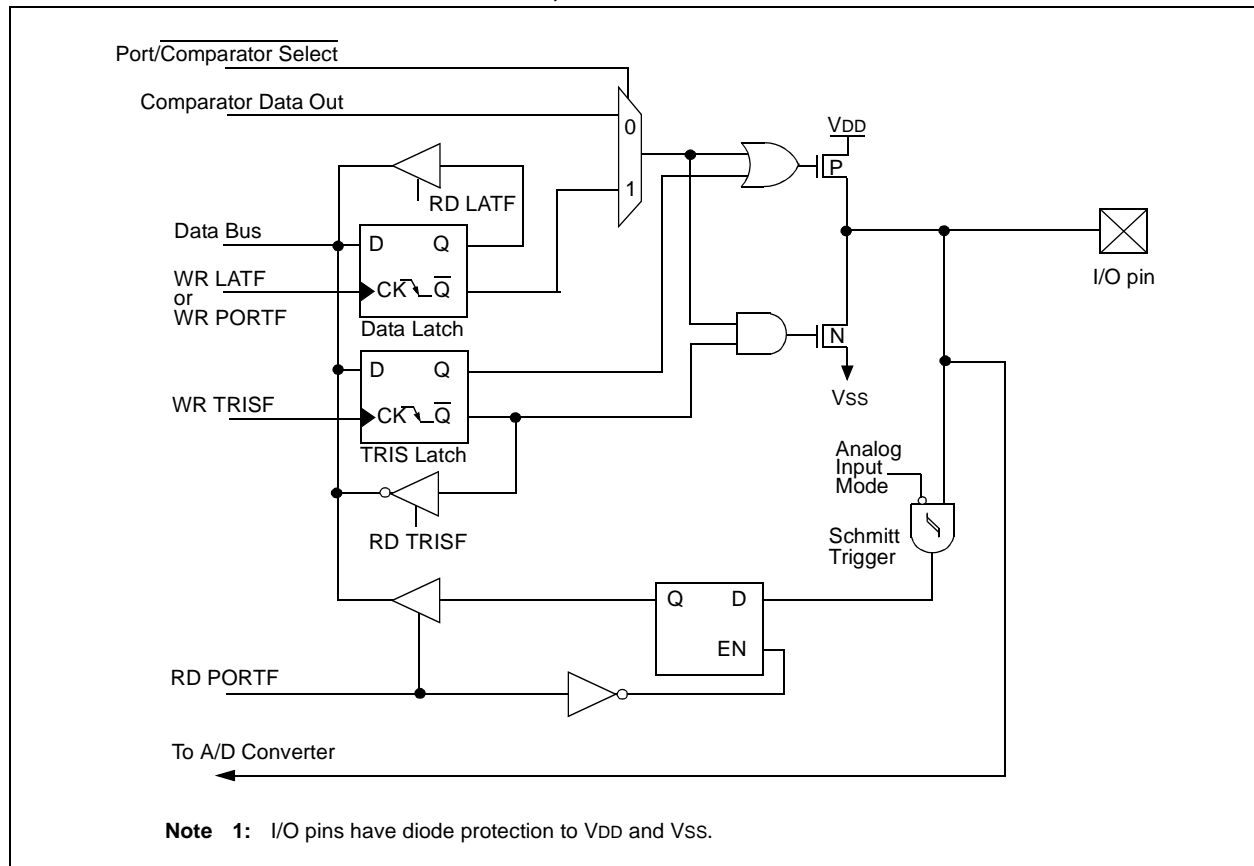 Port/Comparator Select
Comparator Data Out
0
1
VDD
P
RD LATF
Data Bus
D Q
WR LATF
or
WR PORTF
CK Q
Data Latch
I/O pin
N
VSS
D Q
WR TRISF
CK Q
TRIS Latch
RD TRISF
Analog
Input
Mode
Schmitt
Trigger
Q D
EN
RD PORTF
To A/D Converter
Note 1: I/O pins have diode protection to VDD and VSS.